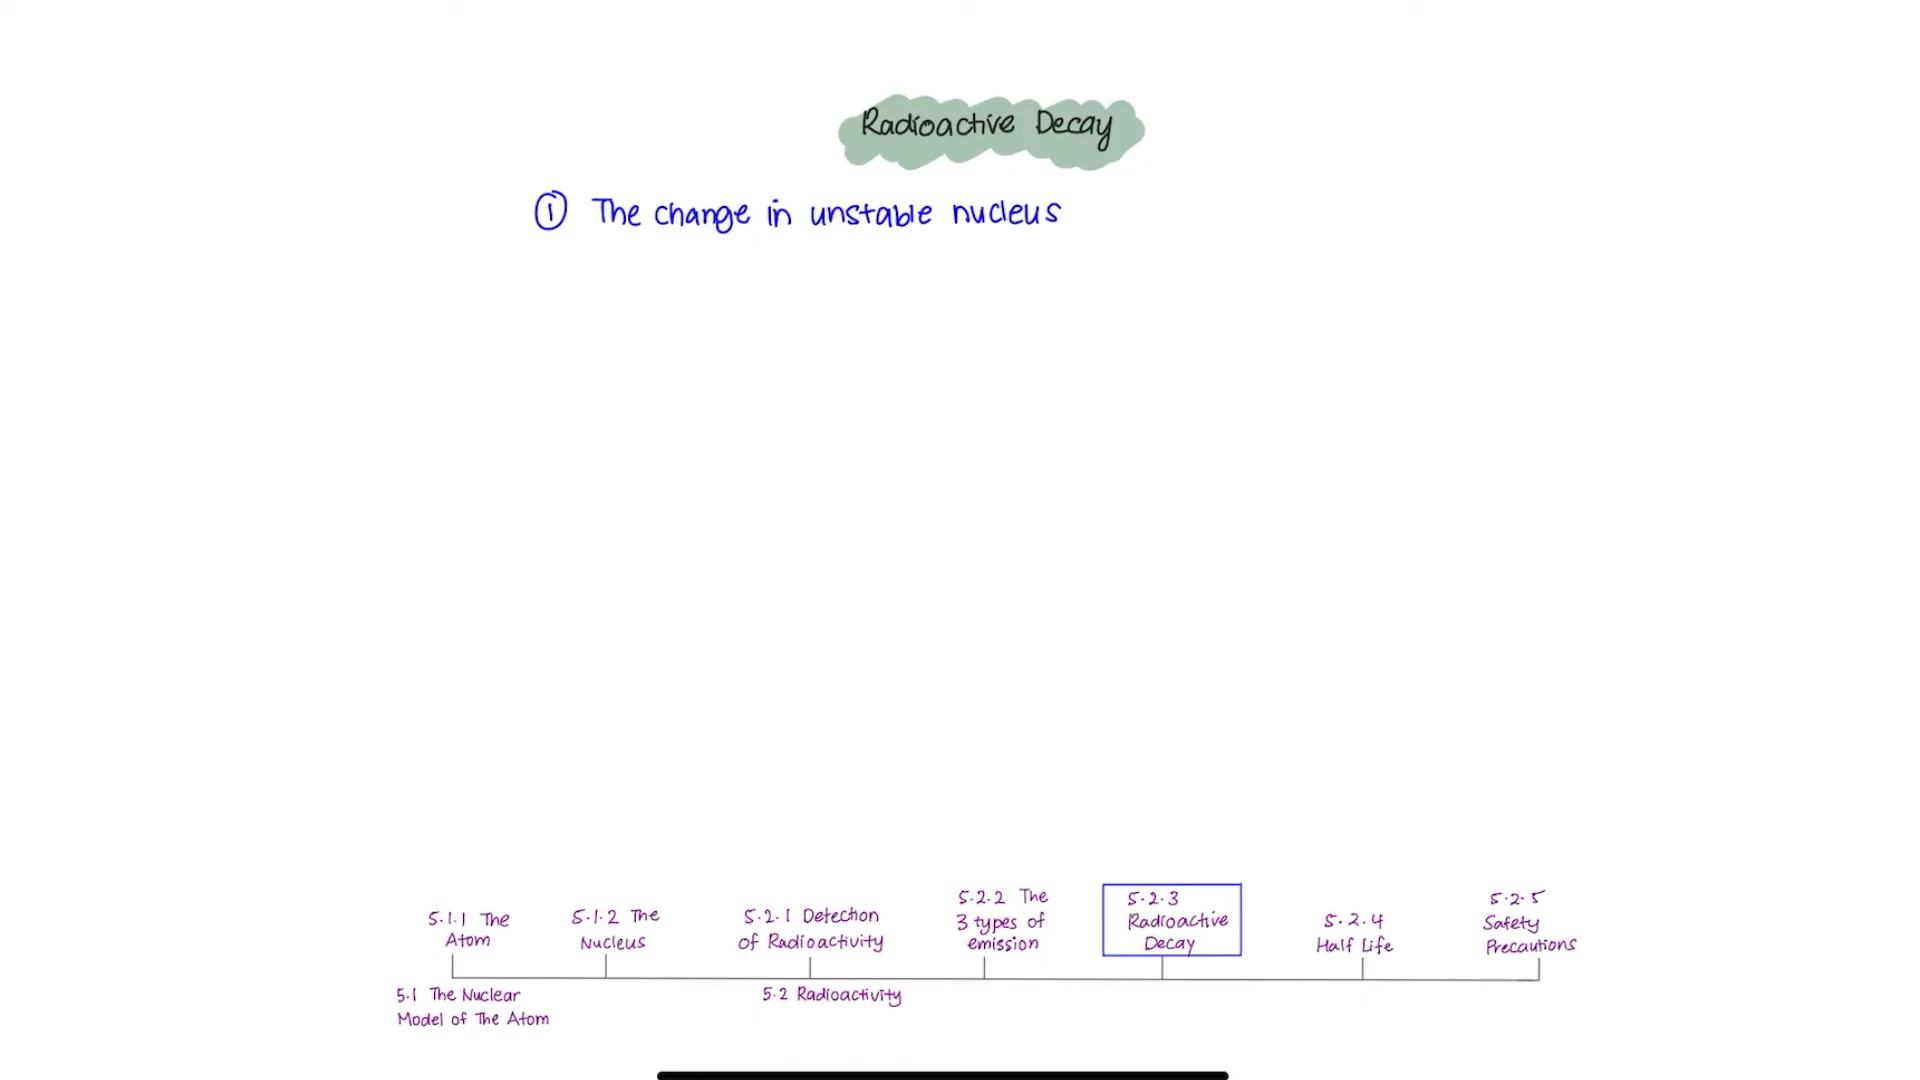 Radioactive Decay
① The change in unstable nucleus
5.1.1 The
Atom
5.1.2 The
Nucleus
5.2.1 Detection
of Radioactivity
5.2.2 The
3 types of
emission
5.2.3
Radioactive
Decay
5.2.4
Half Life
5.2.5
Safety
Precautions
5.1 The Nuclear
Model of The Atom
5.2 Radioactivity